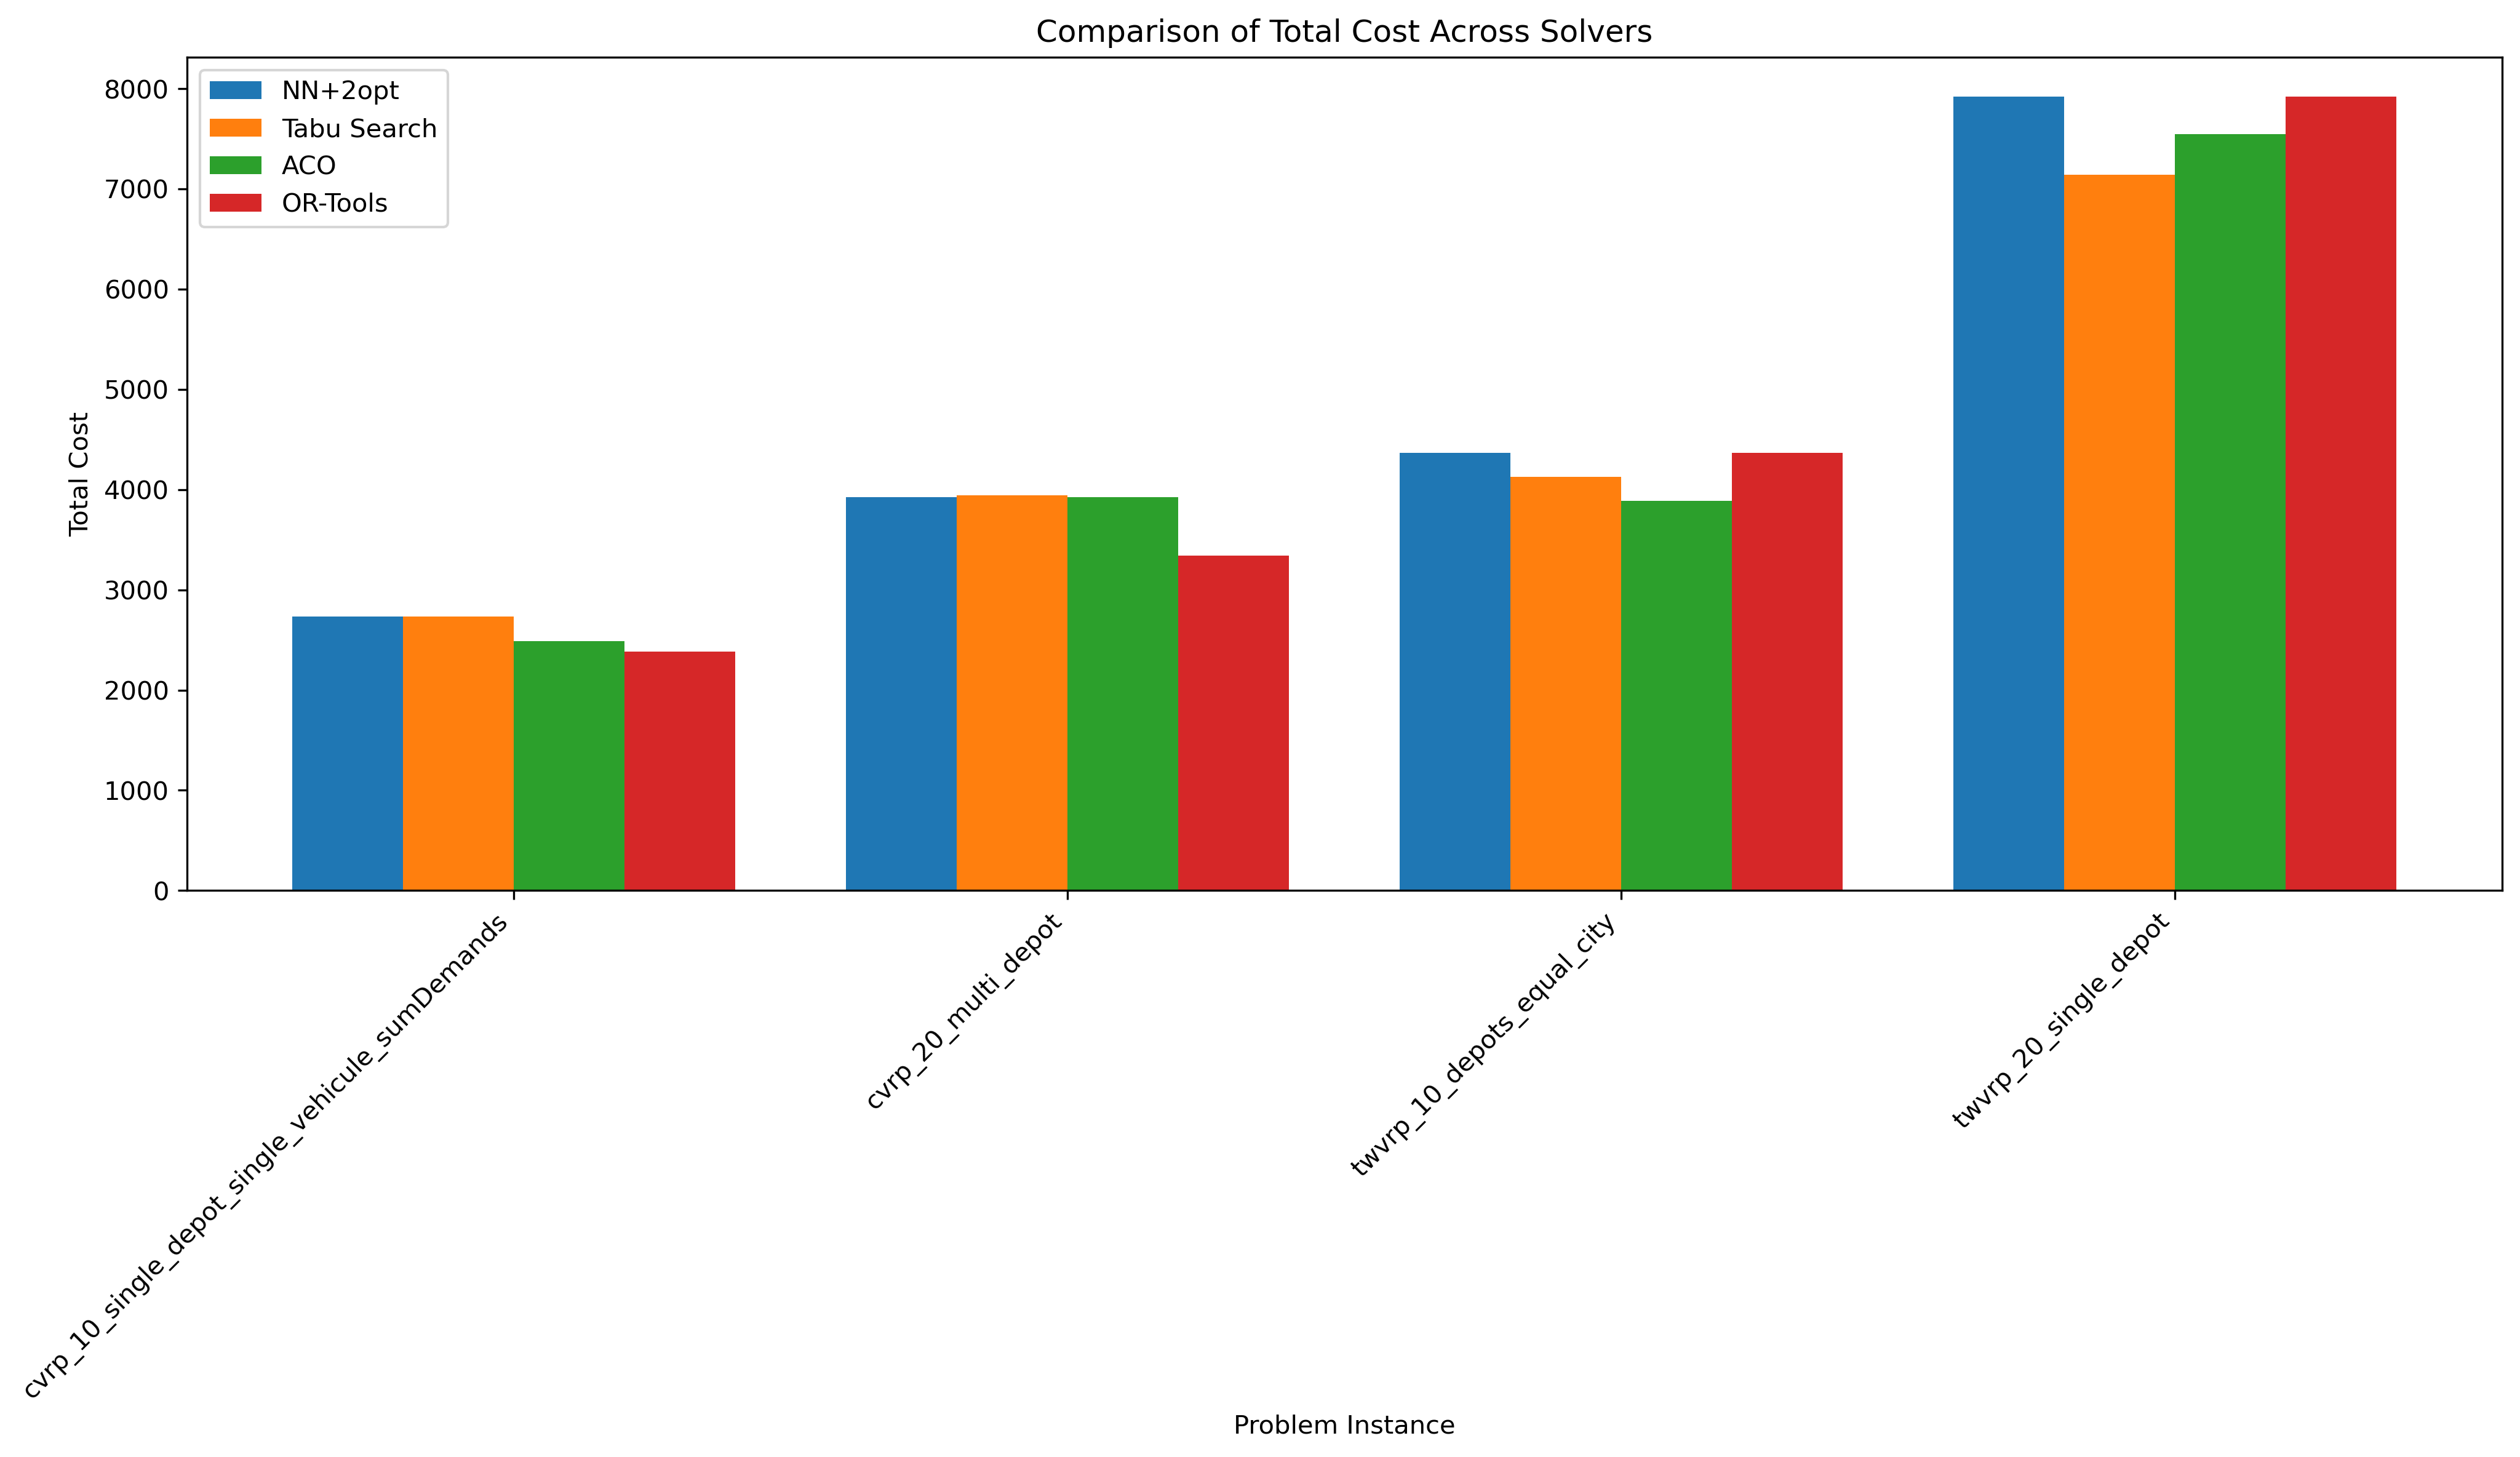 Comparison of Total Cost Across Solvers
NN+2opt
Tabu Search
ACO
OR-Tools
Total Cost
8000
7000
6000
5000
4000
3000
2000
1000
0
cvrp_10_single_depot_single_vehicule_sumDemands
cvrp_20_multi_depot
twvrp_10_depots_equal_city
twvrp_20_single_depot
Problem Instance